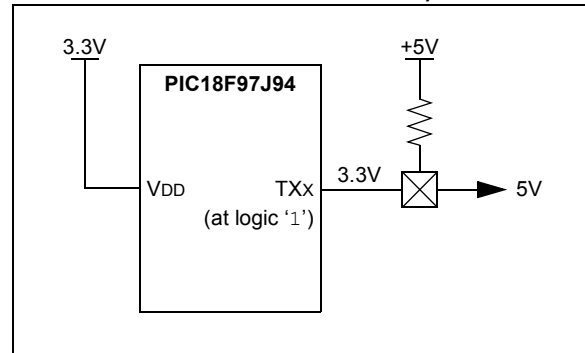 3.3V
+5V
PIC18F97J94
VDD
TXX
3.3V
5V
(at logic ‘1’)